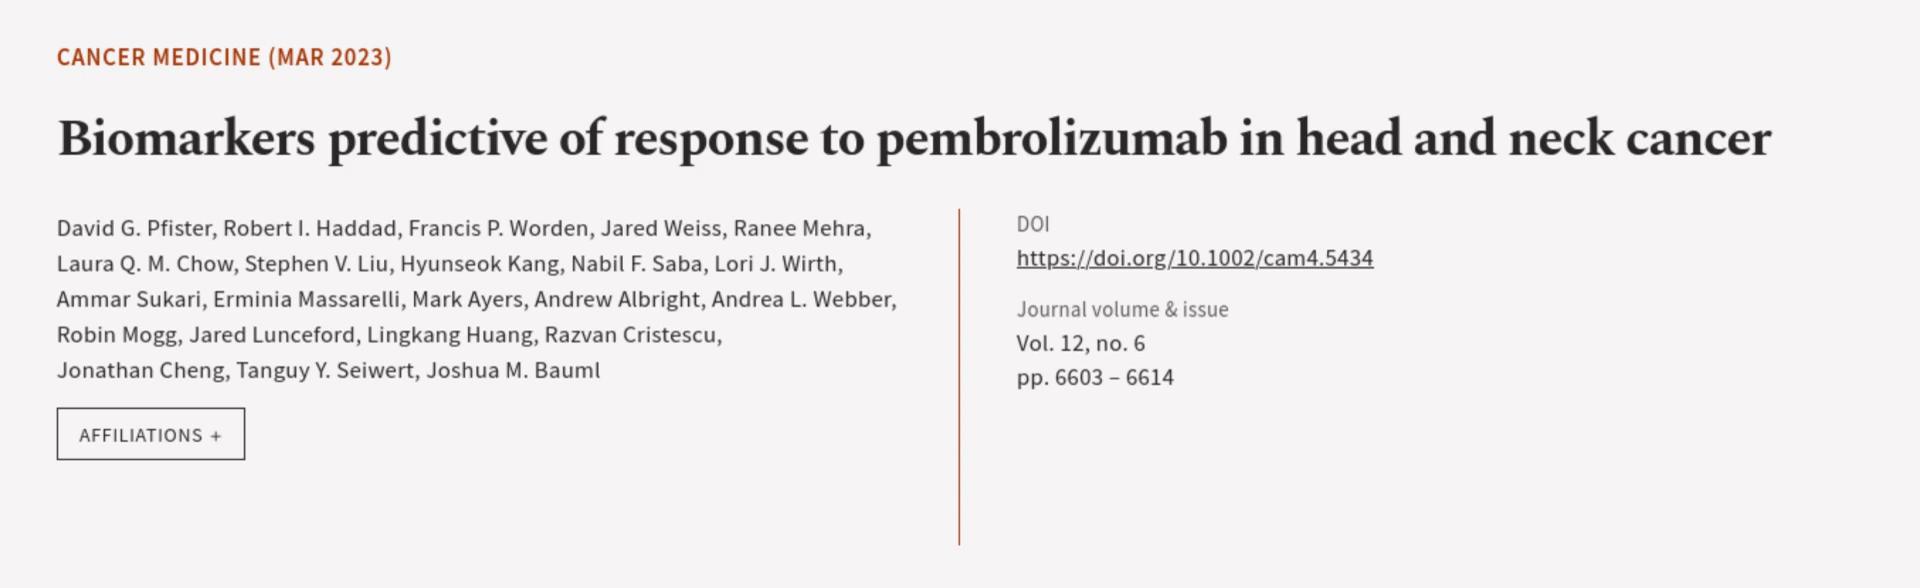 CANCER MEDICINE (MAR 2023)
Biomarkers predictive of response to pembrolizumab in head and neck cancer
David G. Pfister, Robert I. Haddad, Francis P. Worden, Jared Weiss, Ranee Mehra,
Laura Q. M. Chow, Stephen V. Liu, Hyunseok Kang, Nabil F. Saba, Lori J. Wirth,
Ammar Sukari, Erminia Massarelli, Mark Ayers, Andrew Albright, Andrea L. Webber,
Robin Mogg, Jared Lunceford, Lingkang Huang, Razvan Cristescu,
Jonathan Cheng, Tanguy Y. Seiwert, Joshua M. Bauml
AFFILIATIONS +
DOI
https://doi.org/10.1002/cam4.5434
Journal volume & issue
Vol. 12, no. 6
pp. 6603 – 6614